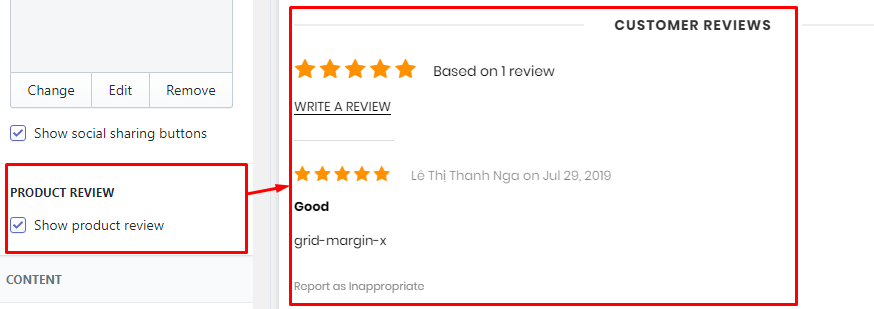 Change Edit Remove
Show social sharing buttons
PRODUCT REVIEW
Show product review
CONTENT
CUSTOMER REVIEWS
Based on 1 review
WRITE A REVIEW
Lê Thị Thanh Nga on Jul 29, 2019
Good
grid-margin-x
Report as Inappropriate